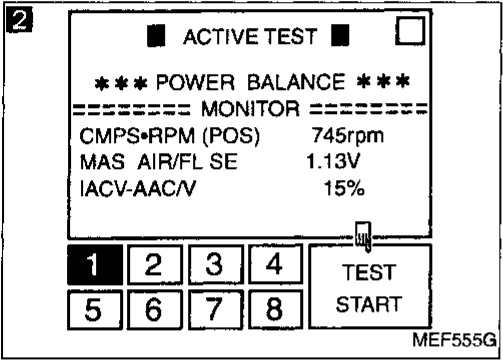 2
■ ACTIVE TEST ■
*** POWER BALANCE ***
======== MONITOR ========
CMPS•RPM (POS) 745rpm
MAS AIR/FL SE 1.13V
IACV-AAC/V 15%
1 2 3 4
TEST
START
5 6 7 8
MEF555G